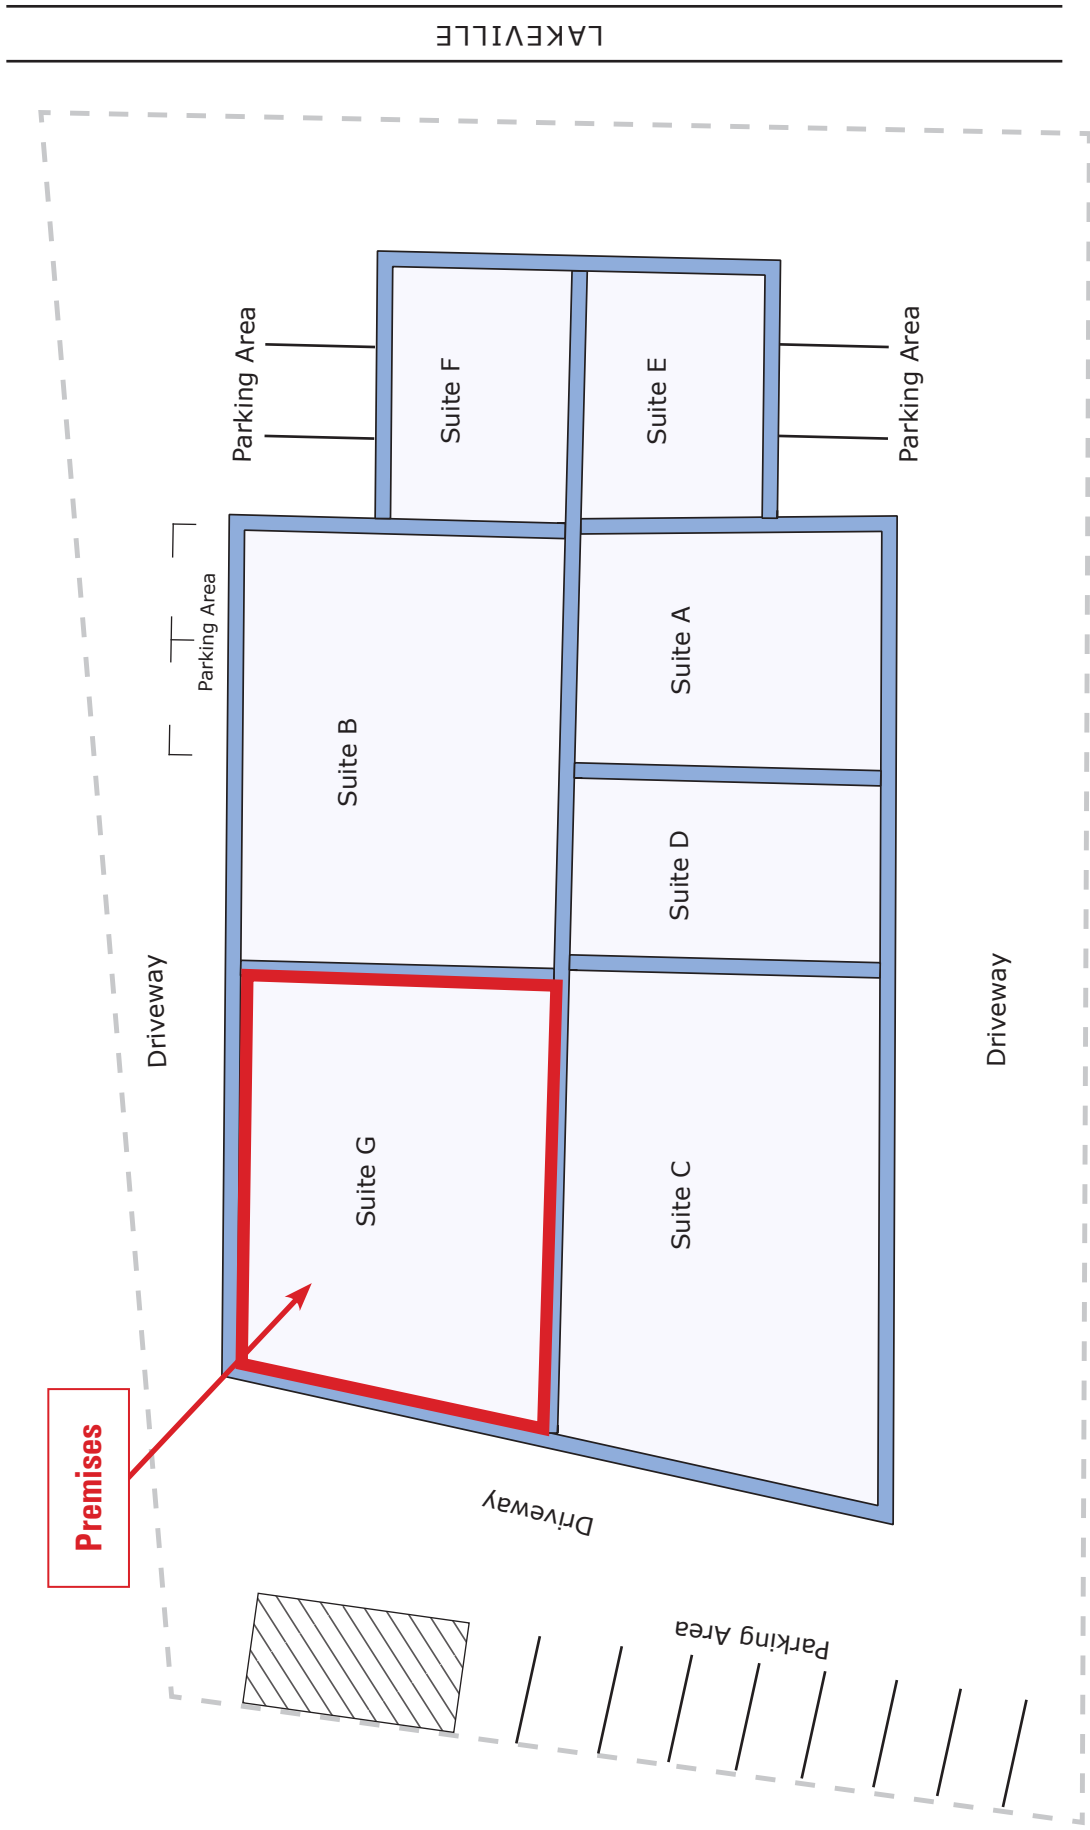 LAKEVILLE
Parking Area
Suite F
Suite E
Parking Area
Parking Area
Suite A
Suite B
Suite D
Driveway
Driveway
Suite G
Suite C
Premises
Driveway
Parking Area